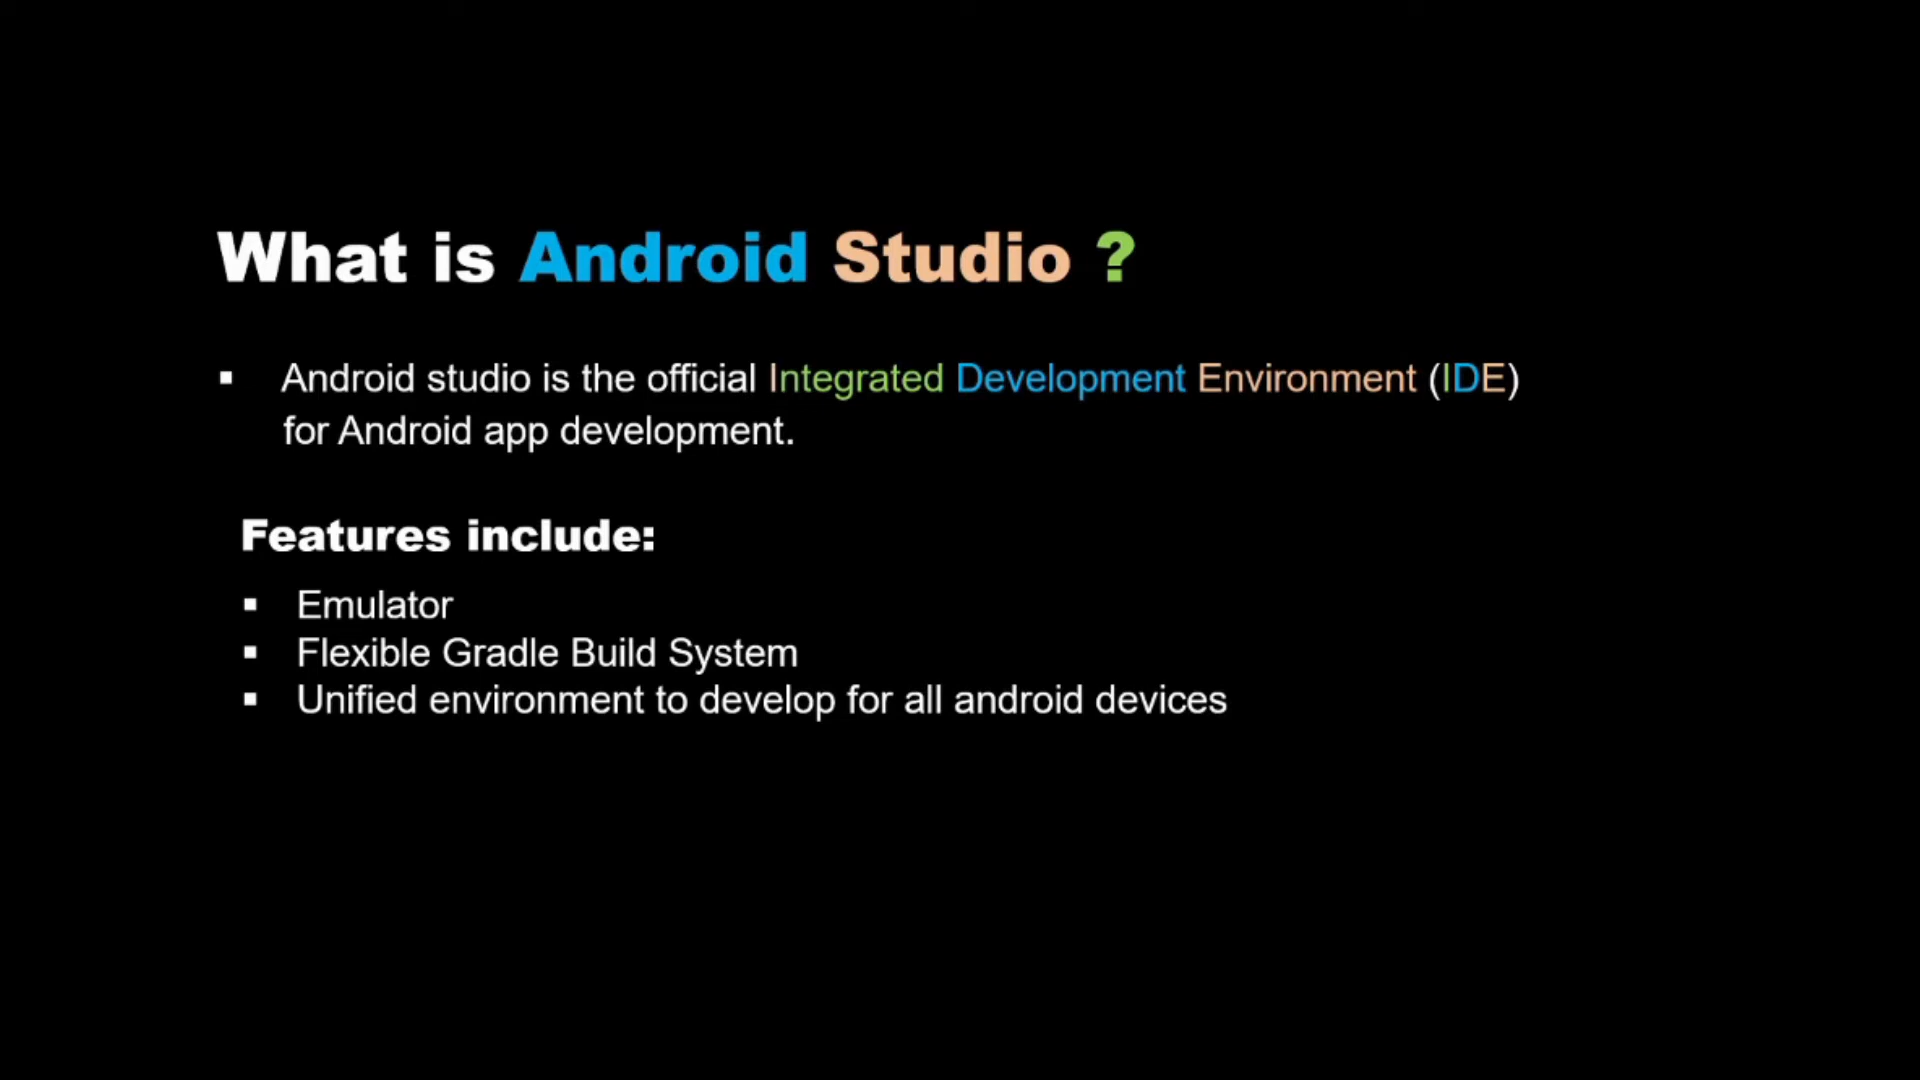 What is Android Studio ?
▪ Android studio is the official Integrated Development Environment (IDE)
for Android app development.
Features include:
▪ Emulator
▪ Flexible Gradle Build System
▪ Unified environment to develop for all android devices